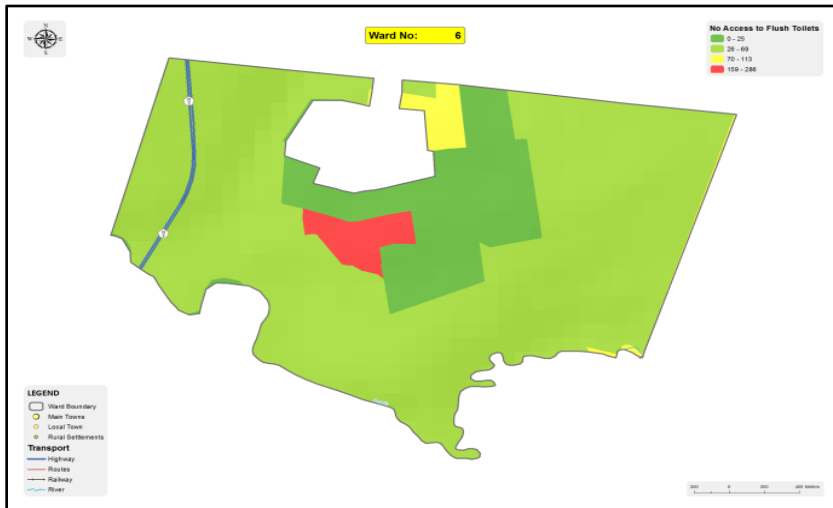 N
W E
S
Ward No: 6
No Access to Flush Toilets
0 - 25
26 - 69
70 - 113
159 - 286
LEGEND
Ward Boundary
Main Towns
Local Town
Rural Settlements
Transport
Highway
Routes
Railway
River